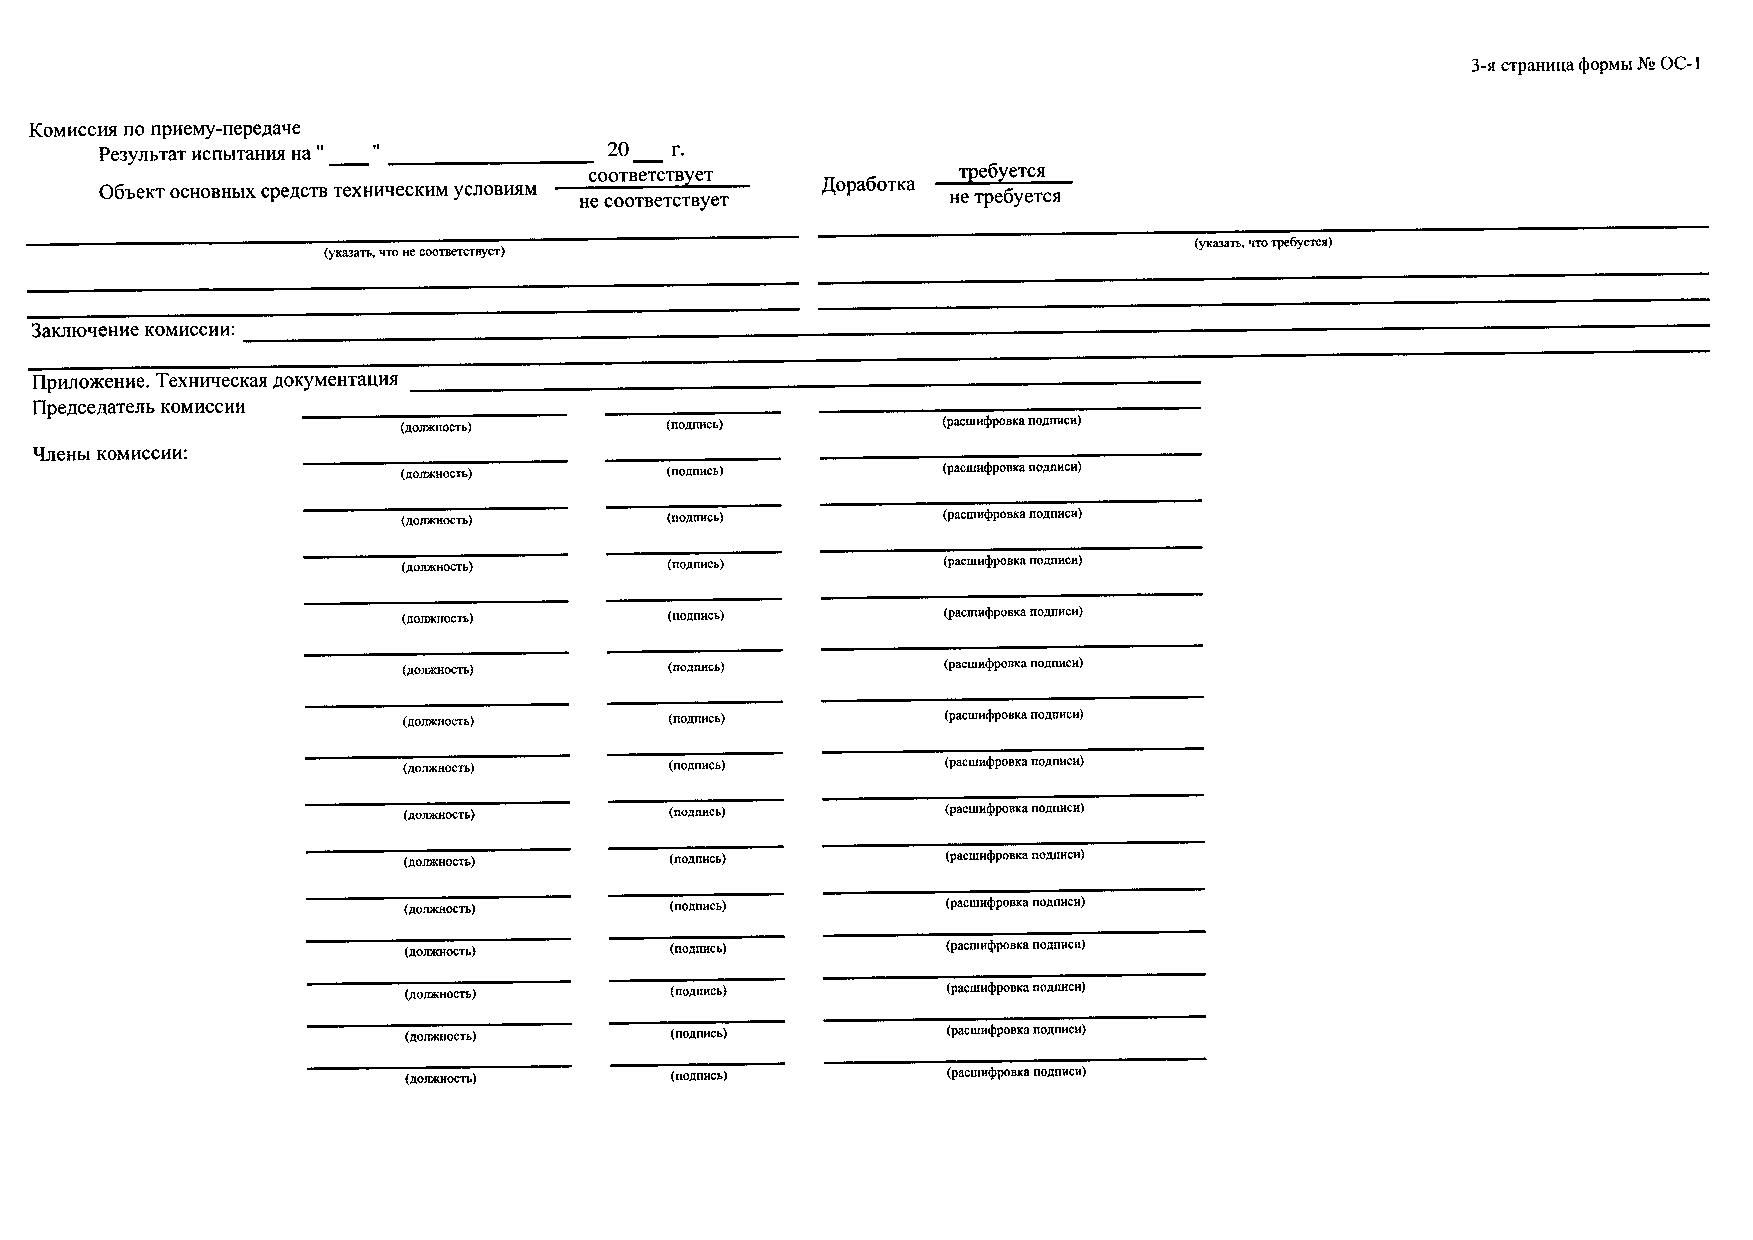 3-я страница формы № ОС-1
Комиссия по приему-передаче
Результат испытания на " ___ " ____________ 20 ___ г.
соответствует
требуется
Объект основных средств техническим условиям
Доработка
не соответствует
не требуется
(указать, что не соответствует)
(указать, что требуется)
Заключение комиссии:
Приложение. Техническая документация
Председатель комиссии
(должность) (подпись) (расшифровка подписи)
Члены комиссии:
(должность) (подпись) (расшифровка подписи)
(должность) (подпись) (расшифровка подписи)
(должность) (подпись) (расшифровка подписи)
(должность) (подпись) (расшифровка подписи)
(должность) (подпись) (расшифровка подписи)
(должность) (подпись) (расшифровка подписи)
(должность) (подпись) (расшифровка подписи)
(должность) (подпись) (расшифровка подписи)
(должность) (подпись) (расшифровка подписи)
(должность) (подпись) (расшифровка подписи)
(должность) (подпись) (расшифровка подписи)
(должность) (подпись) (расшифровка подписи)
(должность) (подпись) (расшифровка подписи)
(должность) (подпись) (расшифровка подписи)